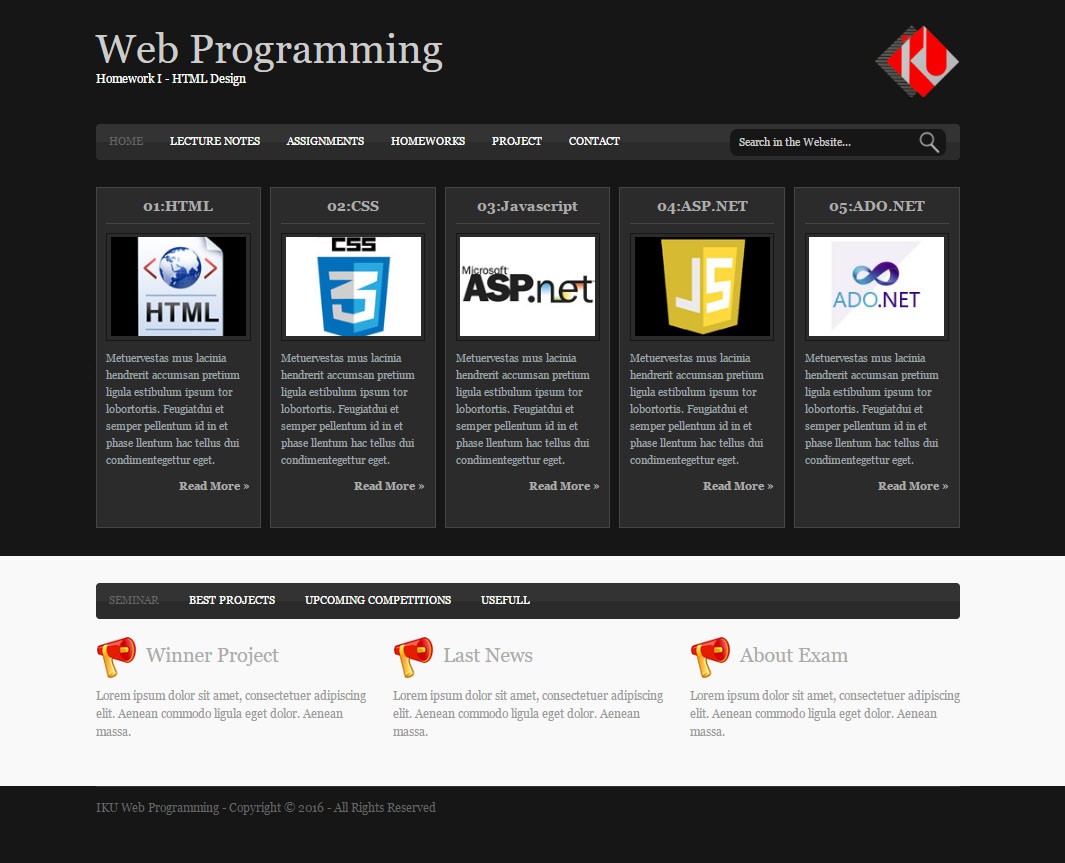 Web Programming
Homework I - HTML Design
IKU
HOME LECTURE NOTES ASSIGNMENTS HOMEWORKS PROJECT CONTACT Search in the Website...
01:HTML
HTML
Metuervestas mus lacinia
hendrerit accumsan pretium
ligula estibulum ipsum tor
lobortortis. Feugiatdui et
semper pellentum id in et
phase llentum hac tellus dui
condimentegettur eget.
Read More »
02:CSS
CSS
3
Metuervestas mus lacinia
hendrerit accumsan pretium
ligula estibulum ipsum tor
lobortortis. Feugiatdui et
semper pellentum id in et
phase llentum hac tellus dui
condimentegettur eget.
Read More »
03:Javascript
Microsoft
ASP.net
Metuervestas mus lacinia
hendrerit accumsan pretium
ligula estibulum ipsum tor
lobortortis. Feugiatdui et
semper pellentum id in et
phase llentum hac tellus dui
condimentegettur eget.
Read More »
04:ASP.NET
JS
Metuervestas mus lacinia
hendrerit accumsan pretium
ligula estibulum ipsum tor
lobortortis. Feugiatdui et
semper pellentum id in et
phase llentum hac tellus dui
condimentegettur eget.
Read More »
05:ADO.NET
ADO.NET
Metuervestas mus lacinia
hendrerit accumsan pretium
ligula estibulum ipsum tor
lobortortis. Feugiatdui et
semper pellentum id in et
phase llentum hac tellus dui
condimentegettur eget.
Read More »
SEMINAR BEST PROJECTS UPCOMING COMPETITIONS USEFULL
Winner Project
Lorem ipsum dolor sit amet, consectetuer adipiscing
elit. Aenean commodo ligula eget dolor. Aenean
massa.
Last News
Lorem ipsum dolor sit amet, consectetuer adipiscing
elit. Aenean commodo ligula eget dolor. Aenean
massa.
About Exam
Lorem ipsum dolor sit amet, consectetuer adipiscing
elit. Aenean commodo ligula eget dolor. Aenean
massa.
IKU Web Programming - Copyright © 2016 - All Rights Reserved